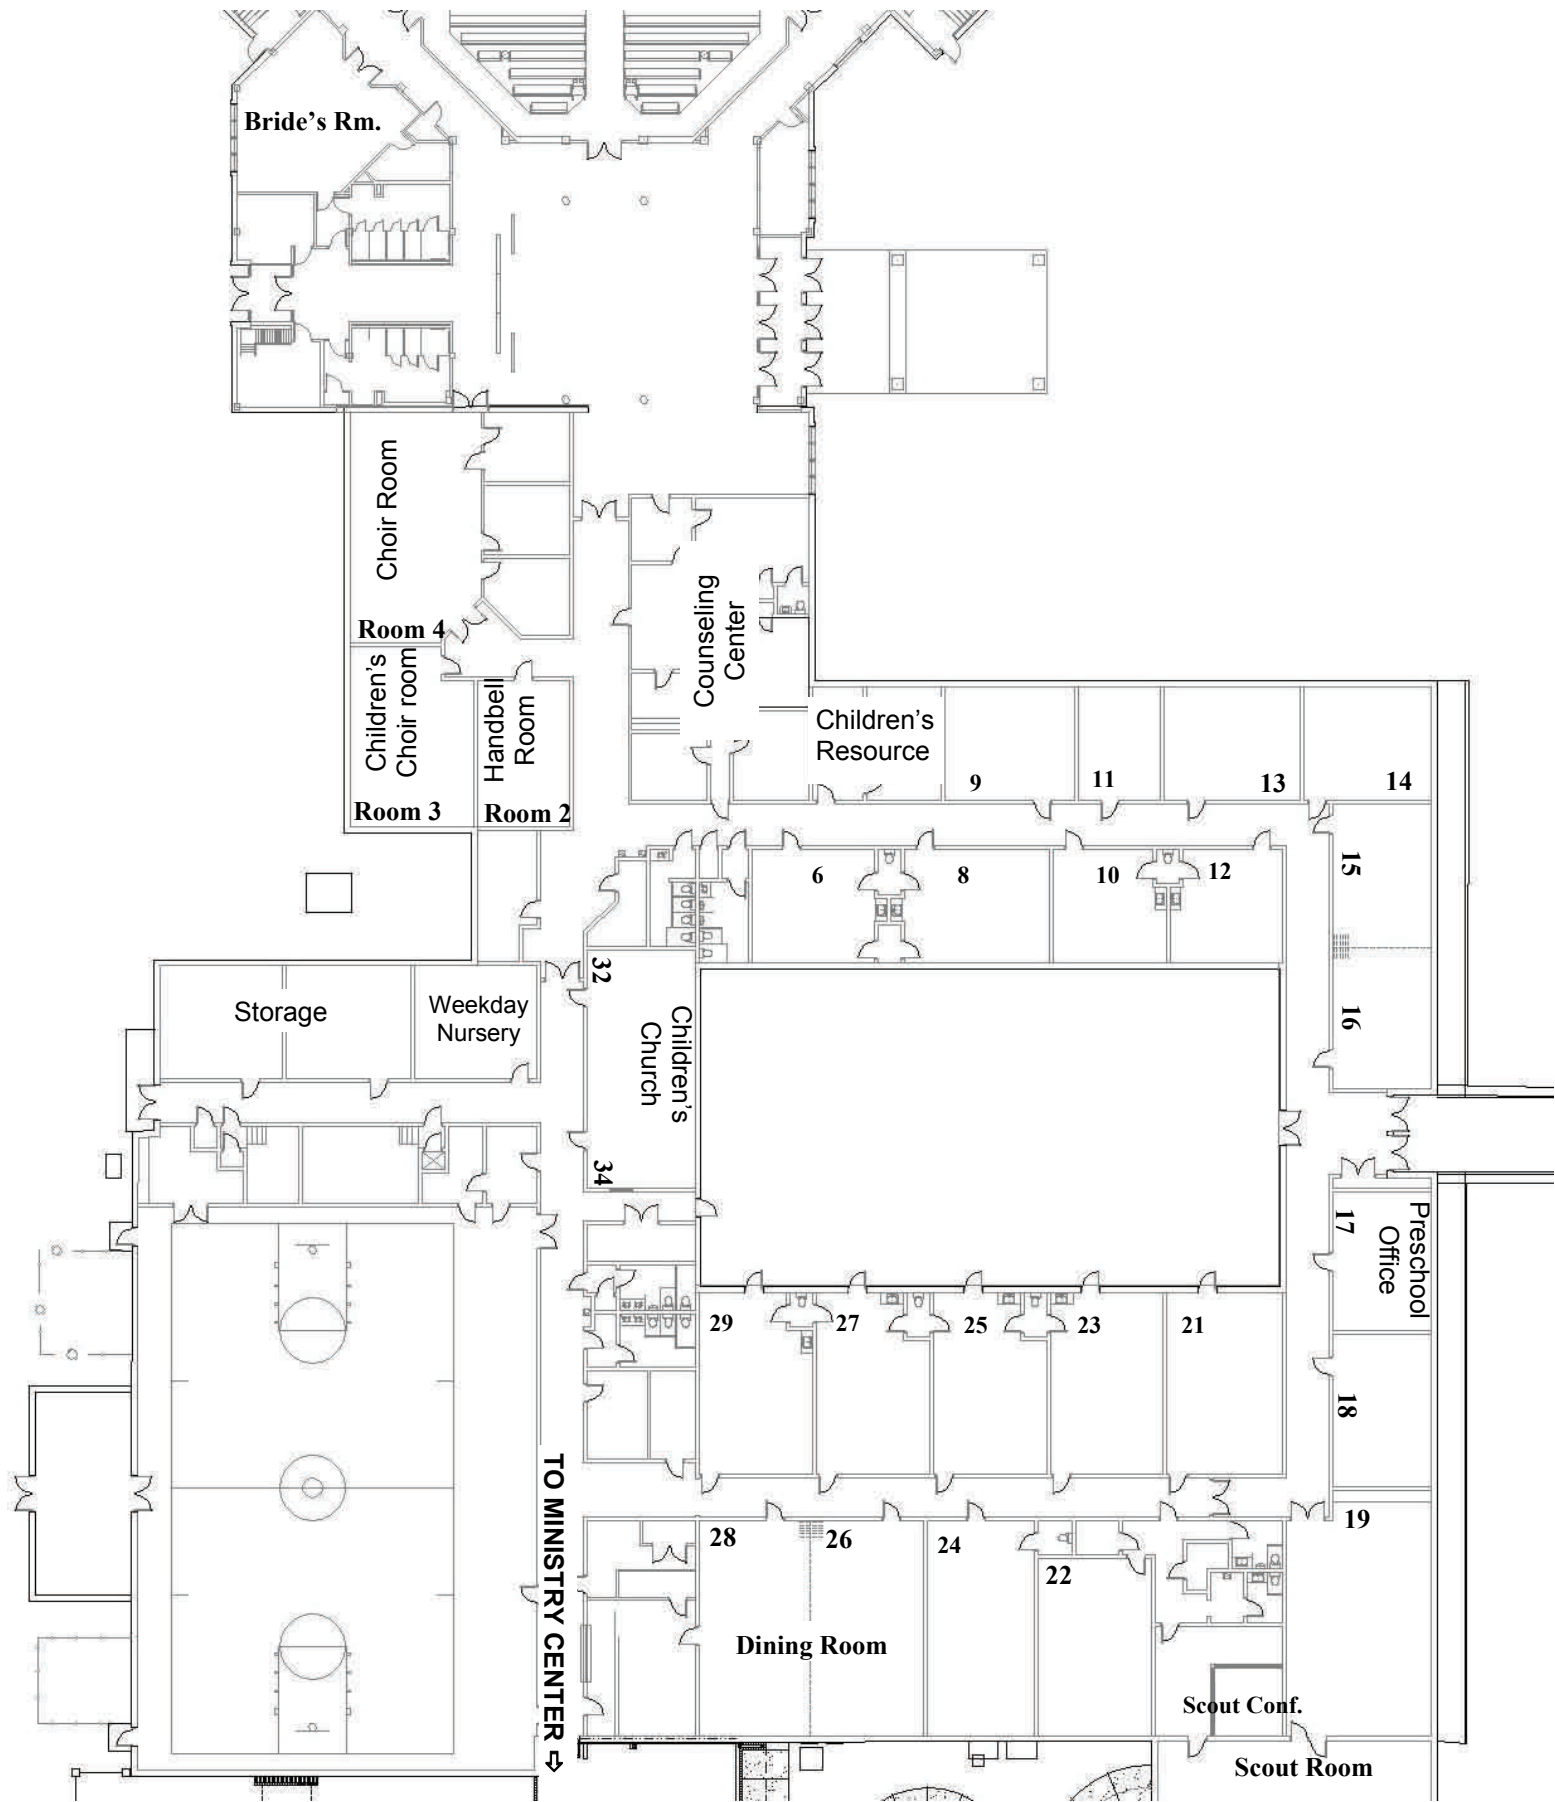 Bride's Rm.
Choir Room
Room 4
Children's
Choir room
Room 3
Handbell
Room
Room 2
Counseling
Center
Children's
Resource
9
11
13
14
6
8
10
12
15
16
32
Children's
Church
34
Storage
Weekday
Nursery
17
Preschool
Office
18
19
29
27
25
23
21
28
26
24
22
Dining Room
TO MINISTRY CENTER ⇨
Scout Conf.
Scout Room